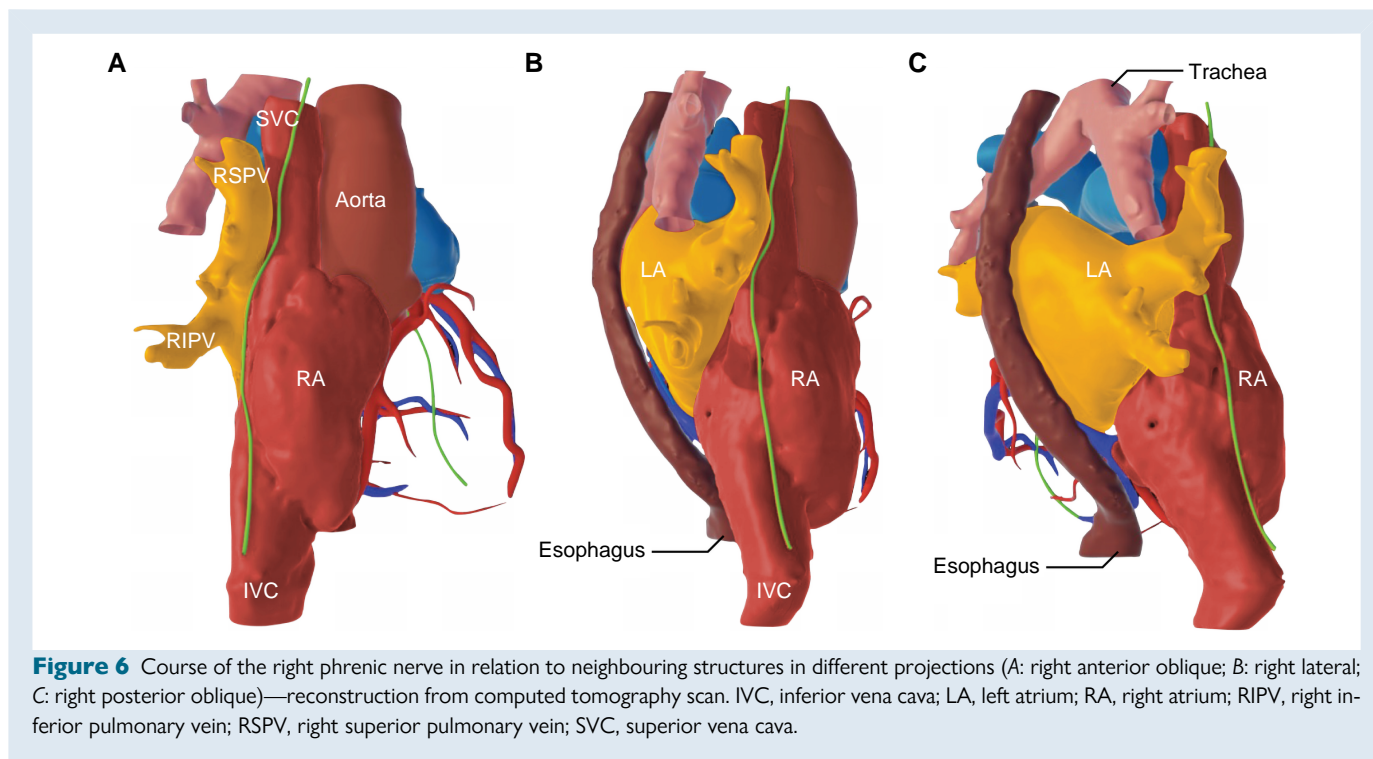 A
B
C
Trachea
SVC
RSPV
Aorta
LA
LA
RIPV
RA
RA
RA
Esophagus
Esophagus
IVC
IVC
Figure 6 Course of the right phrenic nerve in relation to neighbouring structures in different projections (A: right anterior oblique; B: right lateral;
C: right posterior oblique)—reconstruction from computed tomography scan. IVC, inferior vena cava; LA, left atrium; RA, right atrium; RIPV, right in-
ferior pulmonary vein; RSPV, right superior pulmonary vein; SVC, superior vena cava.